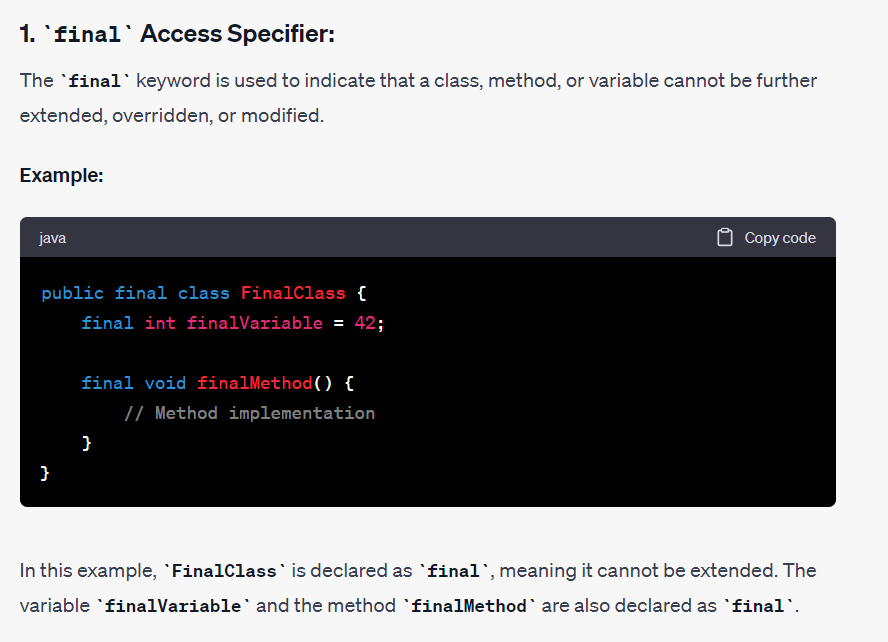 1. `final` Access Specifier:
The `final` keyword is used to indicate that a class, method, or variable cannot be further
extended, overridden, or modified.
Example:
java Copy code
public final class FinalClass {
    final int finalVariable = 42;
    final void finalMethod() {
        // Method implementation
    }
}
In this example, `FinalClass` is declared as `final`, meaning it cannot be extended. The
variable `finalVariable` and the method `finalMethod` are also declared as `final`.